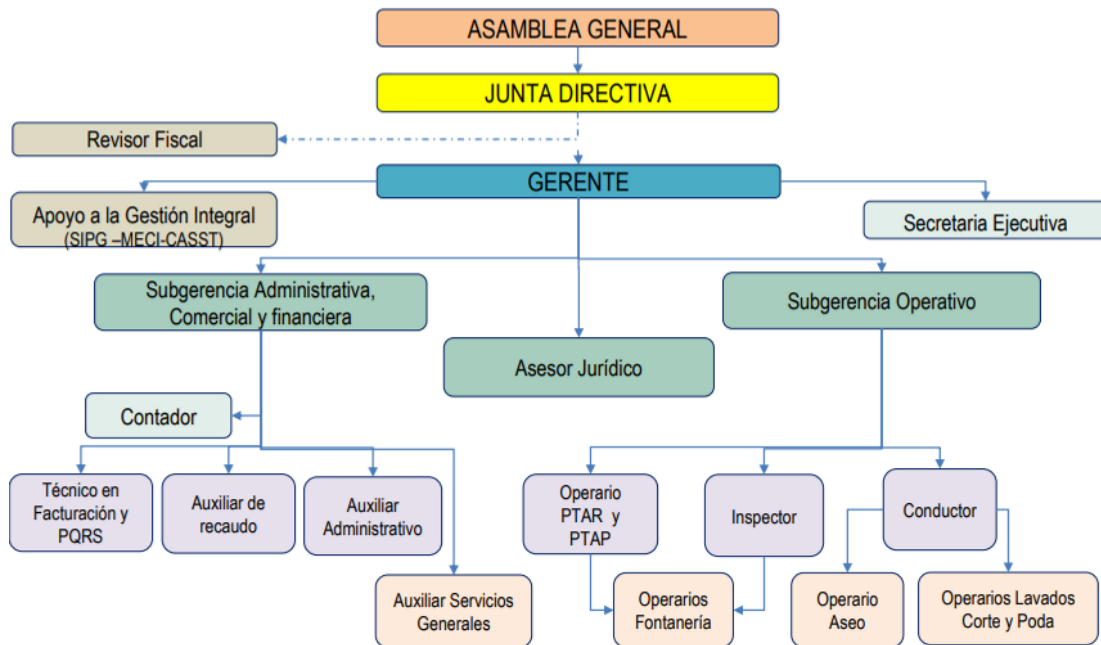 ASAMBLEA GENERAL
JUNTA DIRECTIVA
Revisor Fiscal
GERENTE
Apoyo a la Gestión Integral
(SIPG –MECI-CASST)
Secretaria Ejecutiva
Subgerencia Administrativa,
Comercial y financiera
Subgerencia Operativo
Asesor Jurídico
Contador
Técnico en
Facturación y
PQRS
Auxiliar de
recaudo
Auxiliar
Administrativo
Operario
PTAR y
PTAP
Inspector
Conductor
Auxiliar Servicios
Generales
Operarios
Fontanería
Operario
Aseo
Operarios Lavados
Corte y Poda